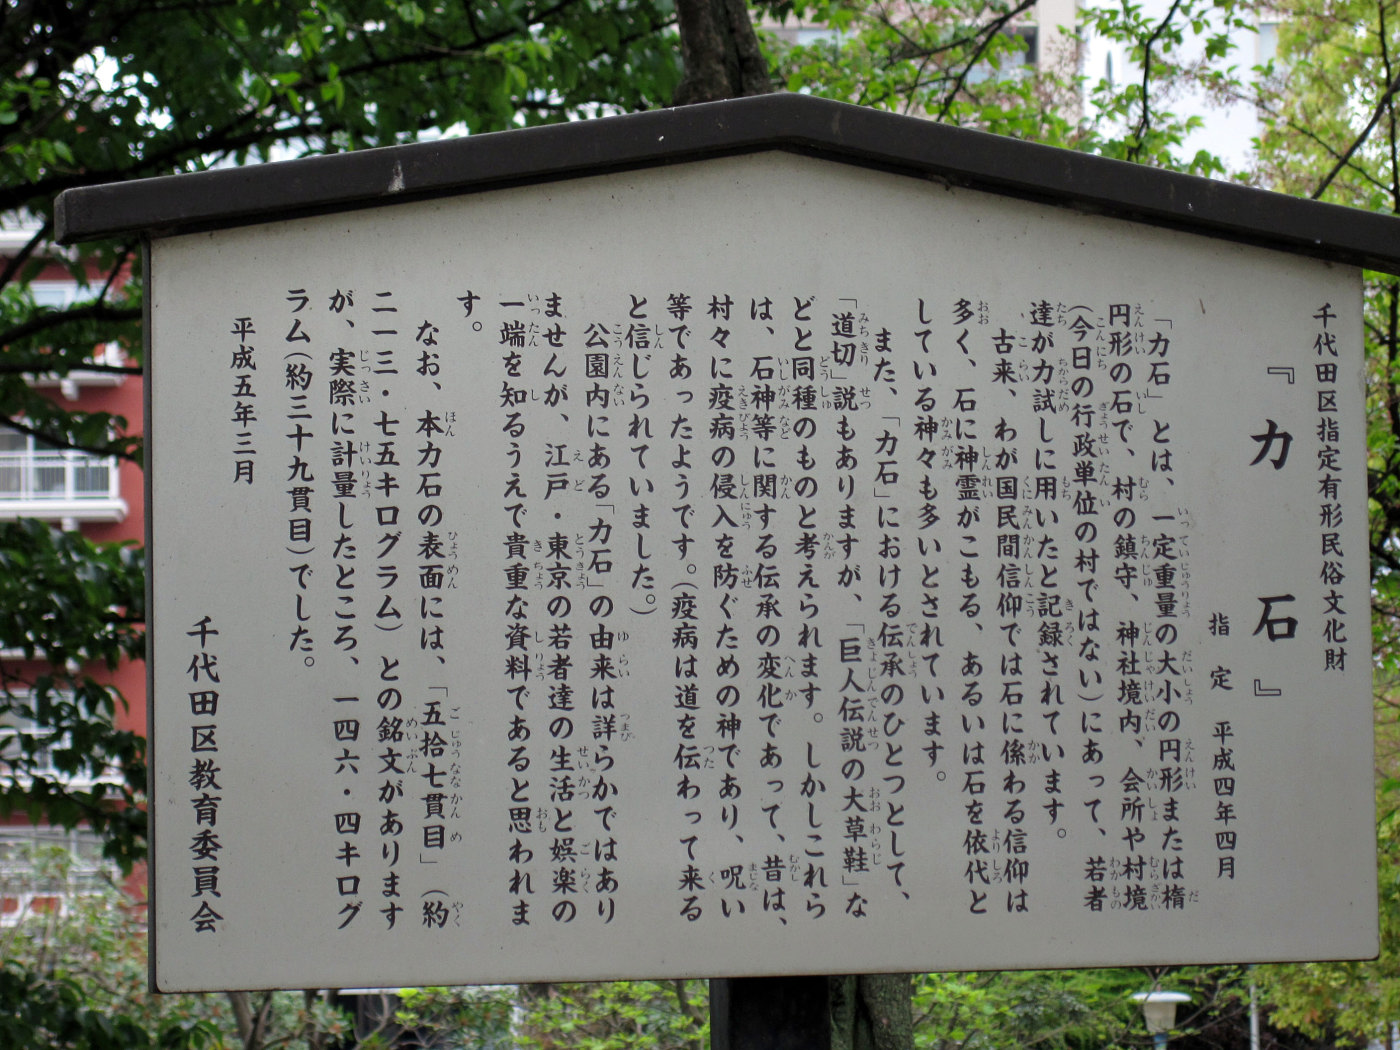 千代田区指定有形民俗文化財
『力石』
指定 平成四年四月
「力石」とは、一定重量の大小の円形または楕
円形の石で、村の鎮守、神社境内、会所や村境
(今日の行政単位の村ではない)にあって、若者
達が力試しに用いたと記録されています。
古来、わが国民間信仰では石に係わる信仰は
多く、石に神霊がこもる、あるいは石を依代と
している神々も多いとされています。
また、「力石」における伝承のひとつとして、
「道切」説もありますが、「巨人伝説の大草鞋」な
どと同種のものと考えられます。しかしこれら
は、石神等に関する伝承の変化であって、昔は、
村々に疫病の侵入を防ぐための神であり、呪い
等であったようです。(疫病は道を伝わって来る
と信じられていました。)
公園内にある「力石」の由来は詳らかではあり
ませんが、江戸・東京の若者達の生活と娯楽の
一端を知るうえで貴重な資料であると思われま
す。
なお、本力石の表面には、「五拾七貫目」(約
二一三・七五キログラム)との銘文があります
が、実際に計量したところ、一四六・四キログ
ラム(約三十九貫目)でした。
平成五年三月
千代田区教育委員会